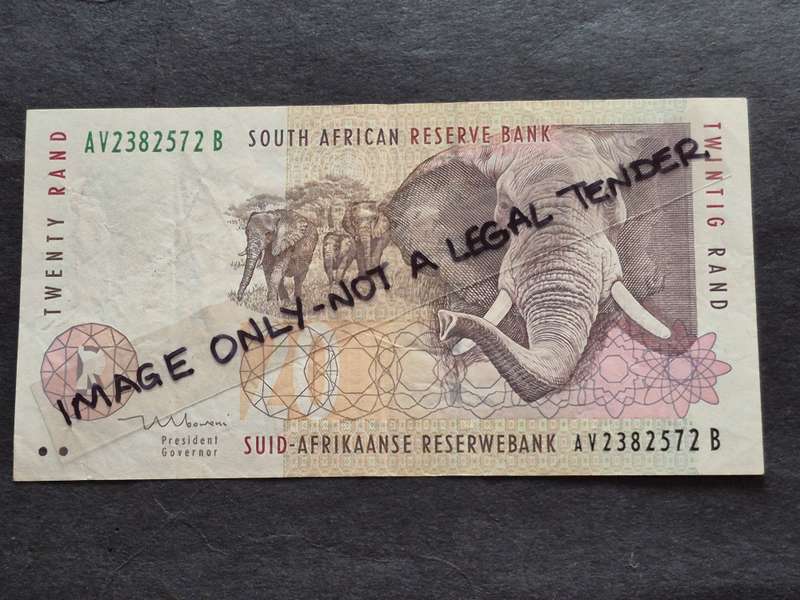 TWENTY RAND
AV2382572 B
SOUTH AFRICAN RESERVE BANK
TWINTIG RAND
IMAGE ONLY-NOT A LEGAL TENDER.
20
President
Governor
SUID-AFRIKAANSE RESERWEBANK
AV2382572 B